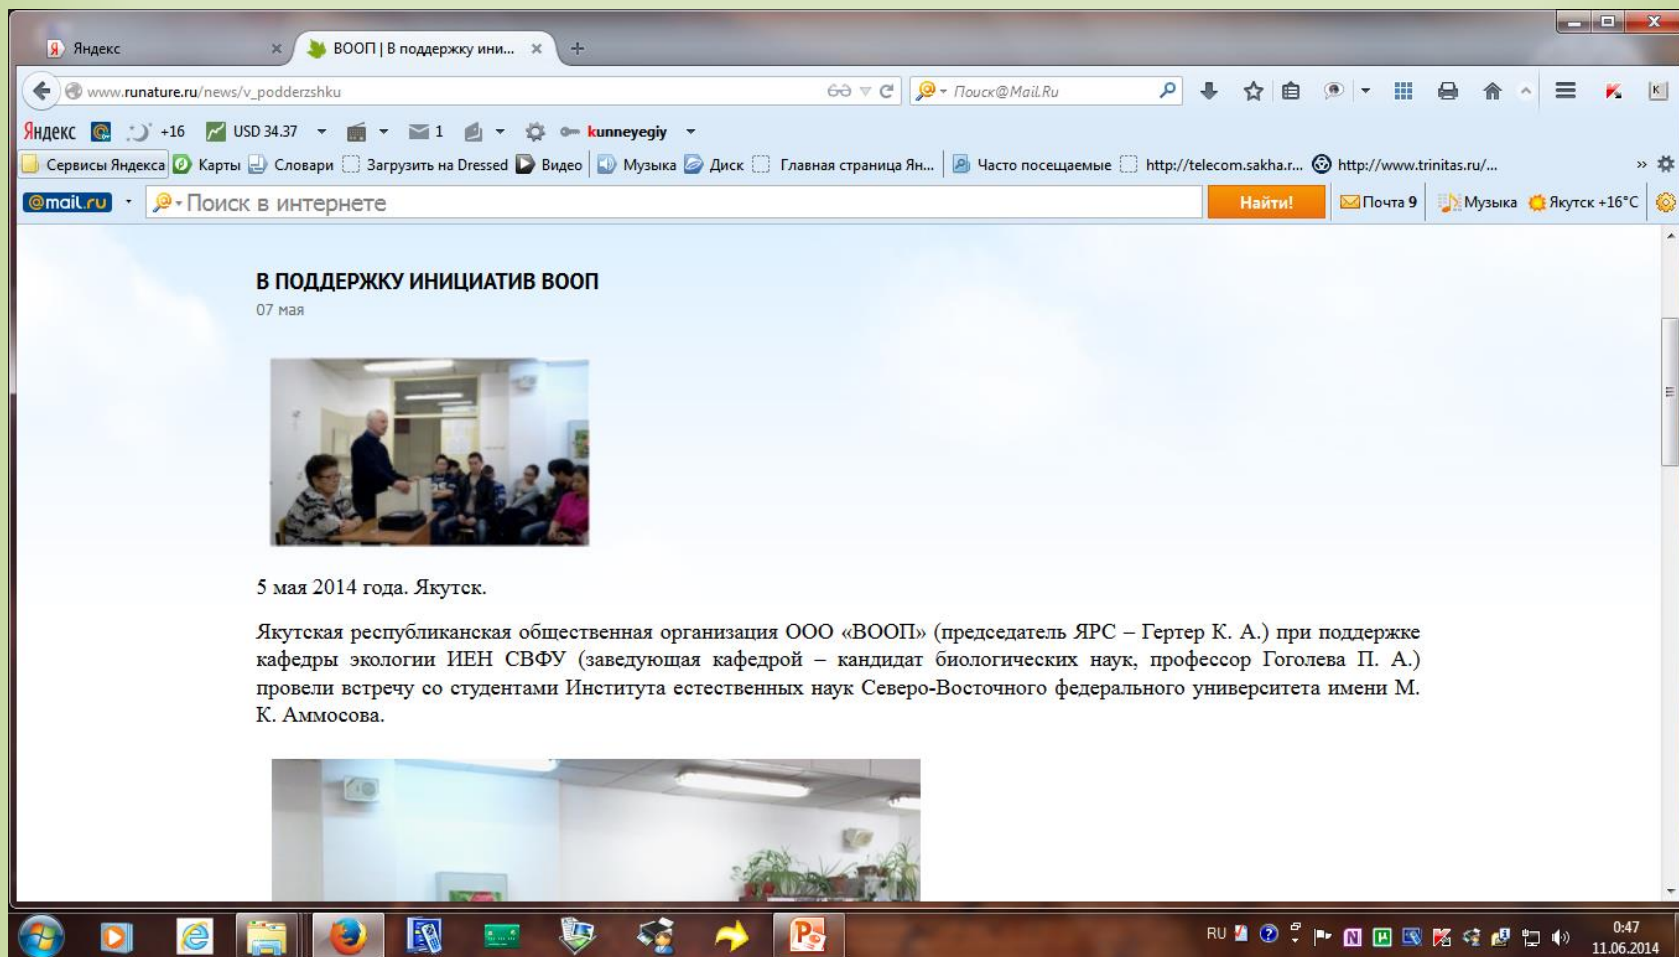 Яндекс
ВООП | В поддержку ини...
www.runature.ru/news/v_podderzshku
Поиск@Mail.Ru
Яндекс +16 USD 34.37 1 kunneyegiy
Сервисы Яндекса Карты Словари Загрузить на Dressed Видео Музыка Диск Главная страница Ян... Часто посещаемые http://telecom.sakha.r... http://www.trinitas.ru/... »
@mail.ru Поиск в интернете Найти! Почта 9 Музыка Якутск +16°C
В ПОДДЕРЖКУ ИНИЦИАТИВ ВООП
07 мая
5 мая 2014 года. Якутск.
Якутская республиканская общественная организация ООО «ВООП» (председатель ЯРС – Гертер К. А.) при поддержке
кафедры экологии ИЕН СВФУ (заведующая кафедрой – кандидат биологических наук, профессор Гоголева П. А.)
провели встречу со студентами Института естественных наук Северо-Восточного федерального университета имени М.
К. Аммосова.
RU
0:47
11.06.2014